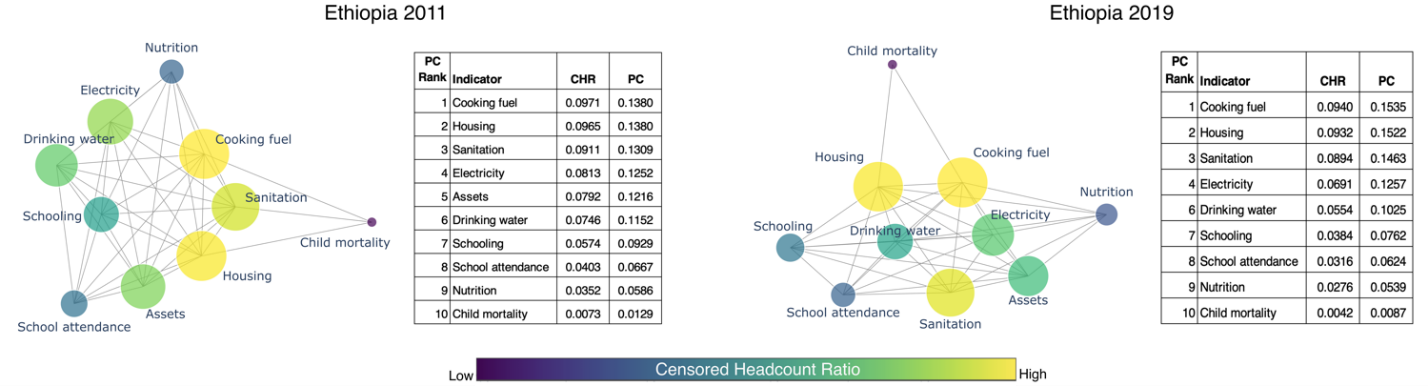 Ethiopia 2011
Nutrition
Electricity
Drinking water
Cooking fuel
Schooling
Sanitation
Child mortality
Housing
Assets
School attendance
PC
Rank Indicator CHR PC
1 Cooking fuel 0.0971 0.1380
2 Housing 0.0965 0.1380
3 Sanitation 0.0911 0.1309
4 Electricity 0.0813 0.1252
5 Assets 0.0792 0.1216
6 Drinking water 0.0746 0.1152
7 Schooling 0.0574 0.0929
8 School attendance 0.0403 0.0667
9 Nutrition 0.0352 0.0586
10 Child mortality 0.0073 0.0129
Ethiopia 2019
Child mortality
Housing
Cooking fuel
Nutrition
Schooling
Drinking water
Electricity
School attendance
Assets
Sanitation
PC
Rank Indicator CHR PC
1 Cooking fuel 0.0940 0.1535
2 Housing 0.0932 0.1522
3 Sanitation 0.0894 0.1463
4 Electricity 0.0691 0.1257
6 Drinking water 0.0554 0.1025
7 Schooling 0.0384 0.0762
8 School attendance 0.0316 0.0624
9 Nutrition 0.0276 0.0539
10 Child mortality 0.0042 0.0087
Low Censored Headcount Ratio High